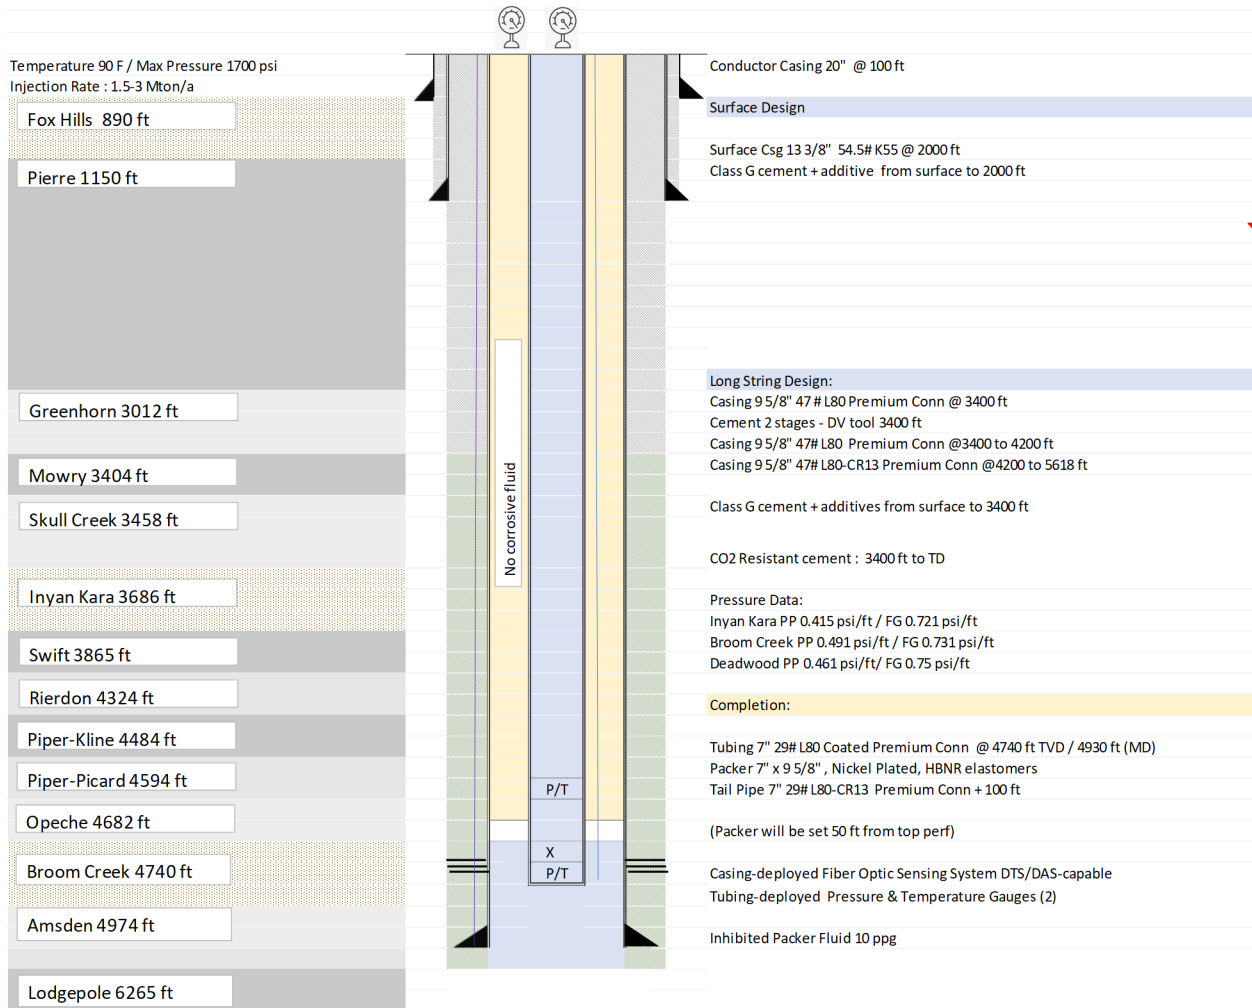 Temperature 90 F / Max Pressure 1700 psi
Injection Rate : 1.5-3 Mton/a
Fox Hills 890 ft
Pierre 1150 ft
Greenhorn 3012 ft
Mowry 3404 ft
Skull Creek 3458 ft
Inyan Kara 3686 ft
Swift 3865 ft
Rierdon 4324 ft
Piper-Kline 4484 ft
Piper-Picard 4594 ft
Opeche 4682 ft
Broom Creek 4740 ft
Amsden 4974 ft
Lodgepole 6265 ft
No corrosive fluid
P/T
X
P/T
Conductor Casing 20" @ 100 ft
Surface Design
Surface Csg 13 3/8" 54.5# K55 @ 2000 ft
Class G cement + additive from surface to 2000 ft
Long String Design:
Casing 9 5/8" 47 # L80 Premium Conn @ 3400 ft
Cement 2 stages - DV tool 3400 ft
Casing 9 5/8" 47# L80 Premium Conn @3400 to 4200 ft
Casing 9 5/8" 47# L80-CR13 Premium Conn @4200 to 5618 ft
Class G cement + additives from surface to 3400 ft
CO2 Resistant cement : 3400 ft to TD
Pressure Data:
Inyan Kara PP 0.415 psi/ft / FG 0.721 psi/ft
Broom Creek PP 0.491 psi/ft / FG 0.731 psi/ft
Deadwood PP 0.461 psi/ft/ FG 0.75 psi/ft
Completion:
Tubing 7" 29# L80 Coated Premium Conn @ 4740 ft TVD / 4930 ft (MD)
Packer 7" x 9 5/8" , Nickel Plated, HBNR elastomers
Tail Pipe 7" 29# L80-CR13 Premium Conn + 100 ft
(Packer will be set 50 ft from top perf)
Casing-deployed Fiber Optic Sensing System DTS/DAS-capable
Tubing-deployed Pressure & Temperature Gauges (2)
Inhibited Packer Fluid 10 ppg